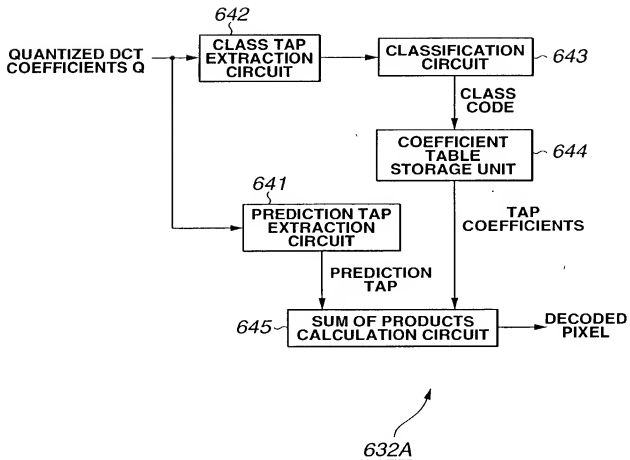 642
QUANTIZED DCT
COEFFICIENTS Q
CLASS TAP
EXTRACTION
CIRCUIT
CLASSIFICATION
CIRCUIT
643
CLASS
CODE
COEFFICIENT
TABLE
STORAGE UNIT
644
641
PREDICTION TAP
EXTRACTION
CIRCUIT
TAP
COEFFICIENTS
PREDICTION
TAP
645
SUM OF PRODUCTS
CALCULATION CIRCUIT
DECODED
PIXEL
632A